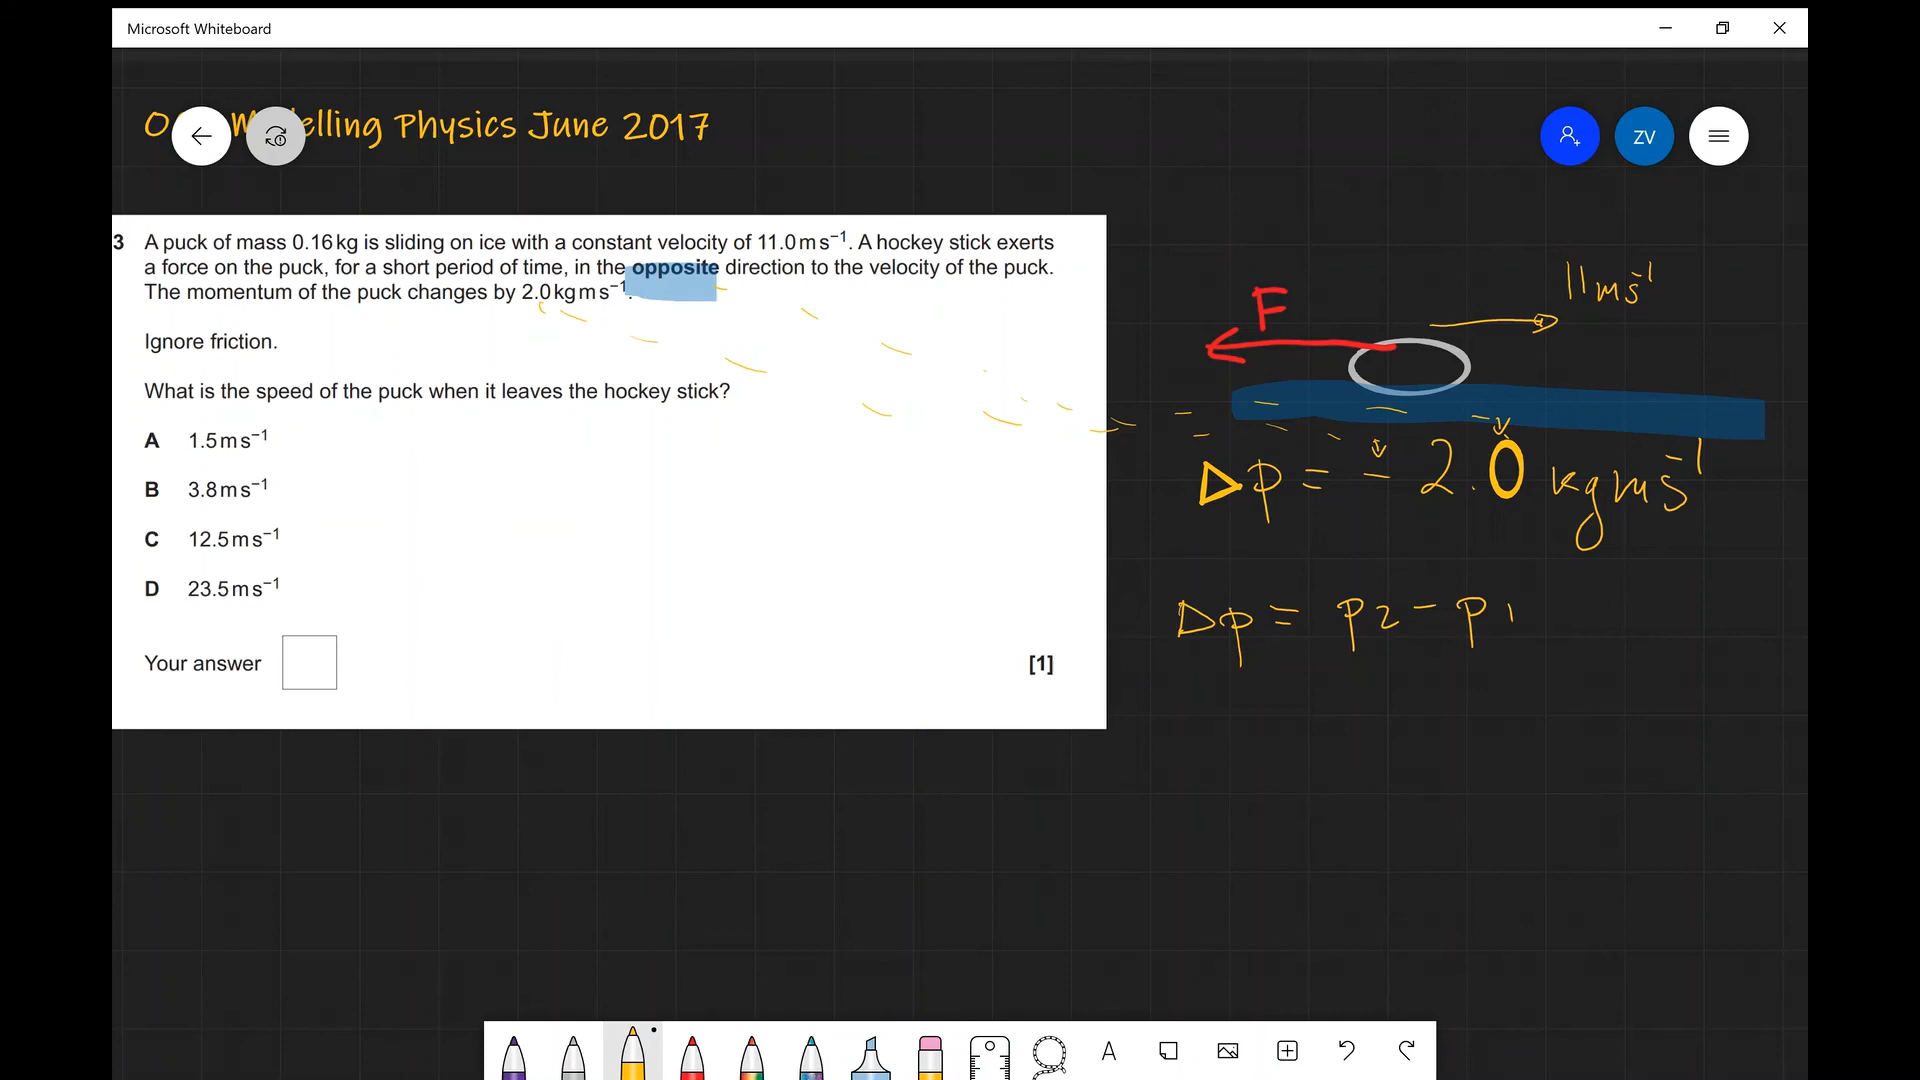 Microsoft Whiteboard
elling Physics June 2017
ZV
3 A puck of mass 0.16 kg is sliding on ice with a constant velocity of 11.0 m s⁻¹. A hockey stick exerts
a force on the puck, for a short period of time, in the opposite direction to the velocity of the puck.
The momentum of the puck changes by 2.0 kg m s⁻¹.
Ignore friction.
What is the speed of the puck when it leaves the hockey stick?
A 1.5 m s⁻¹
B 3.8 m s⁻¹
C 12.5 m s⁻¹
D 23.5 m s⁻¹
Your answer
[1]
11 ms⁻¹
F
Δp = - 2.0 kgms⁻¹
Δp = p2 - p1
A